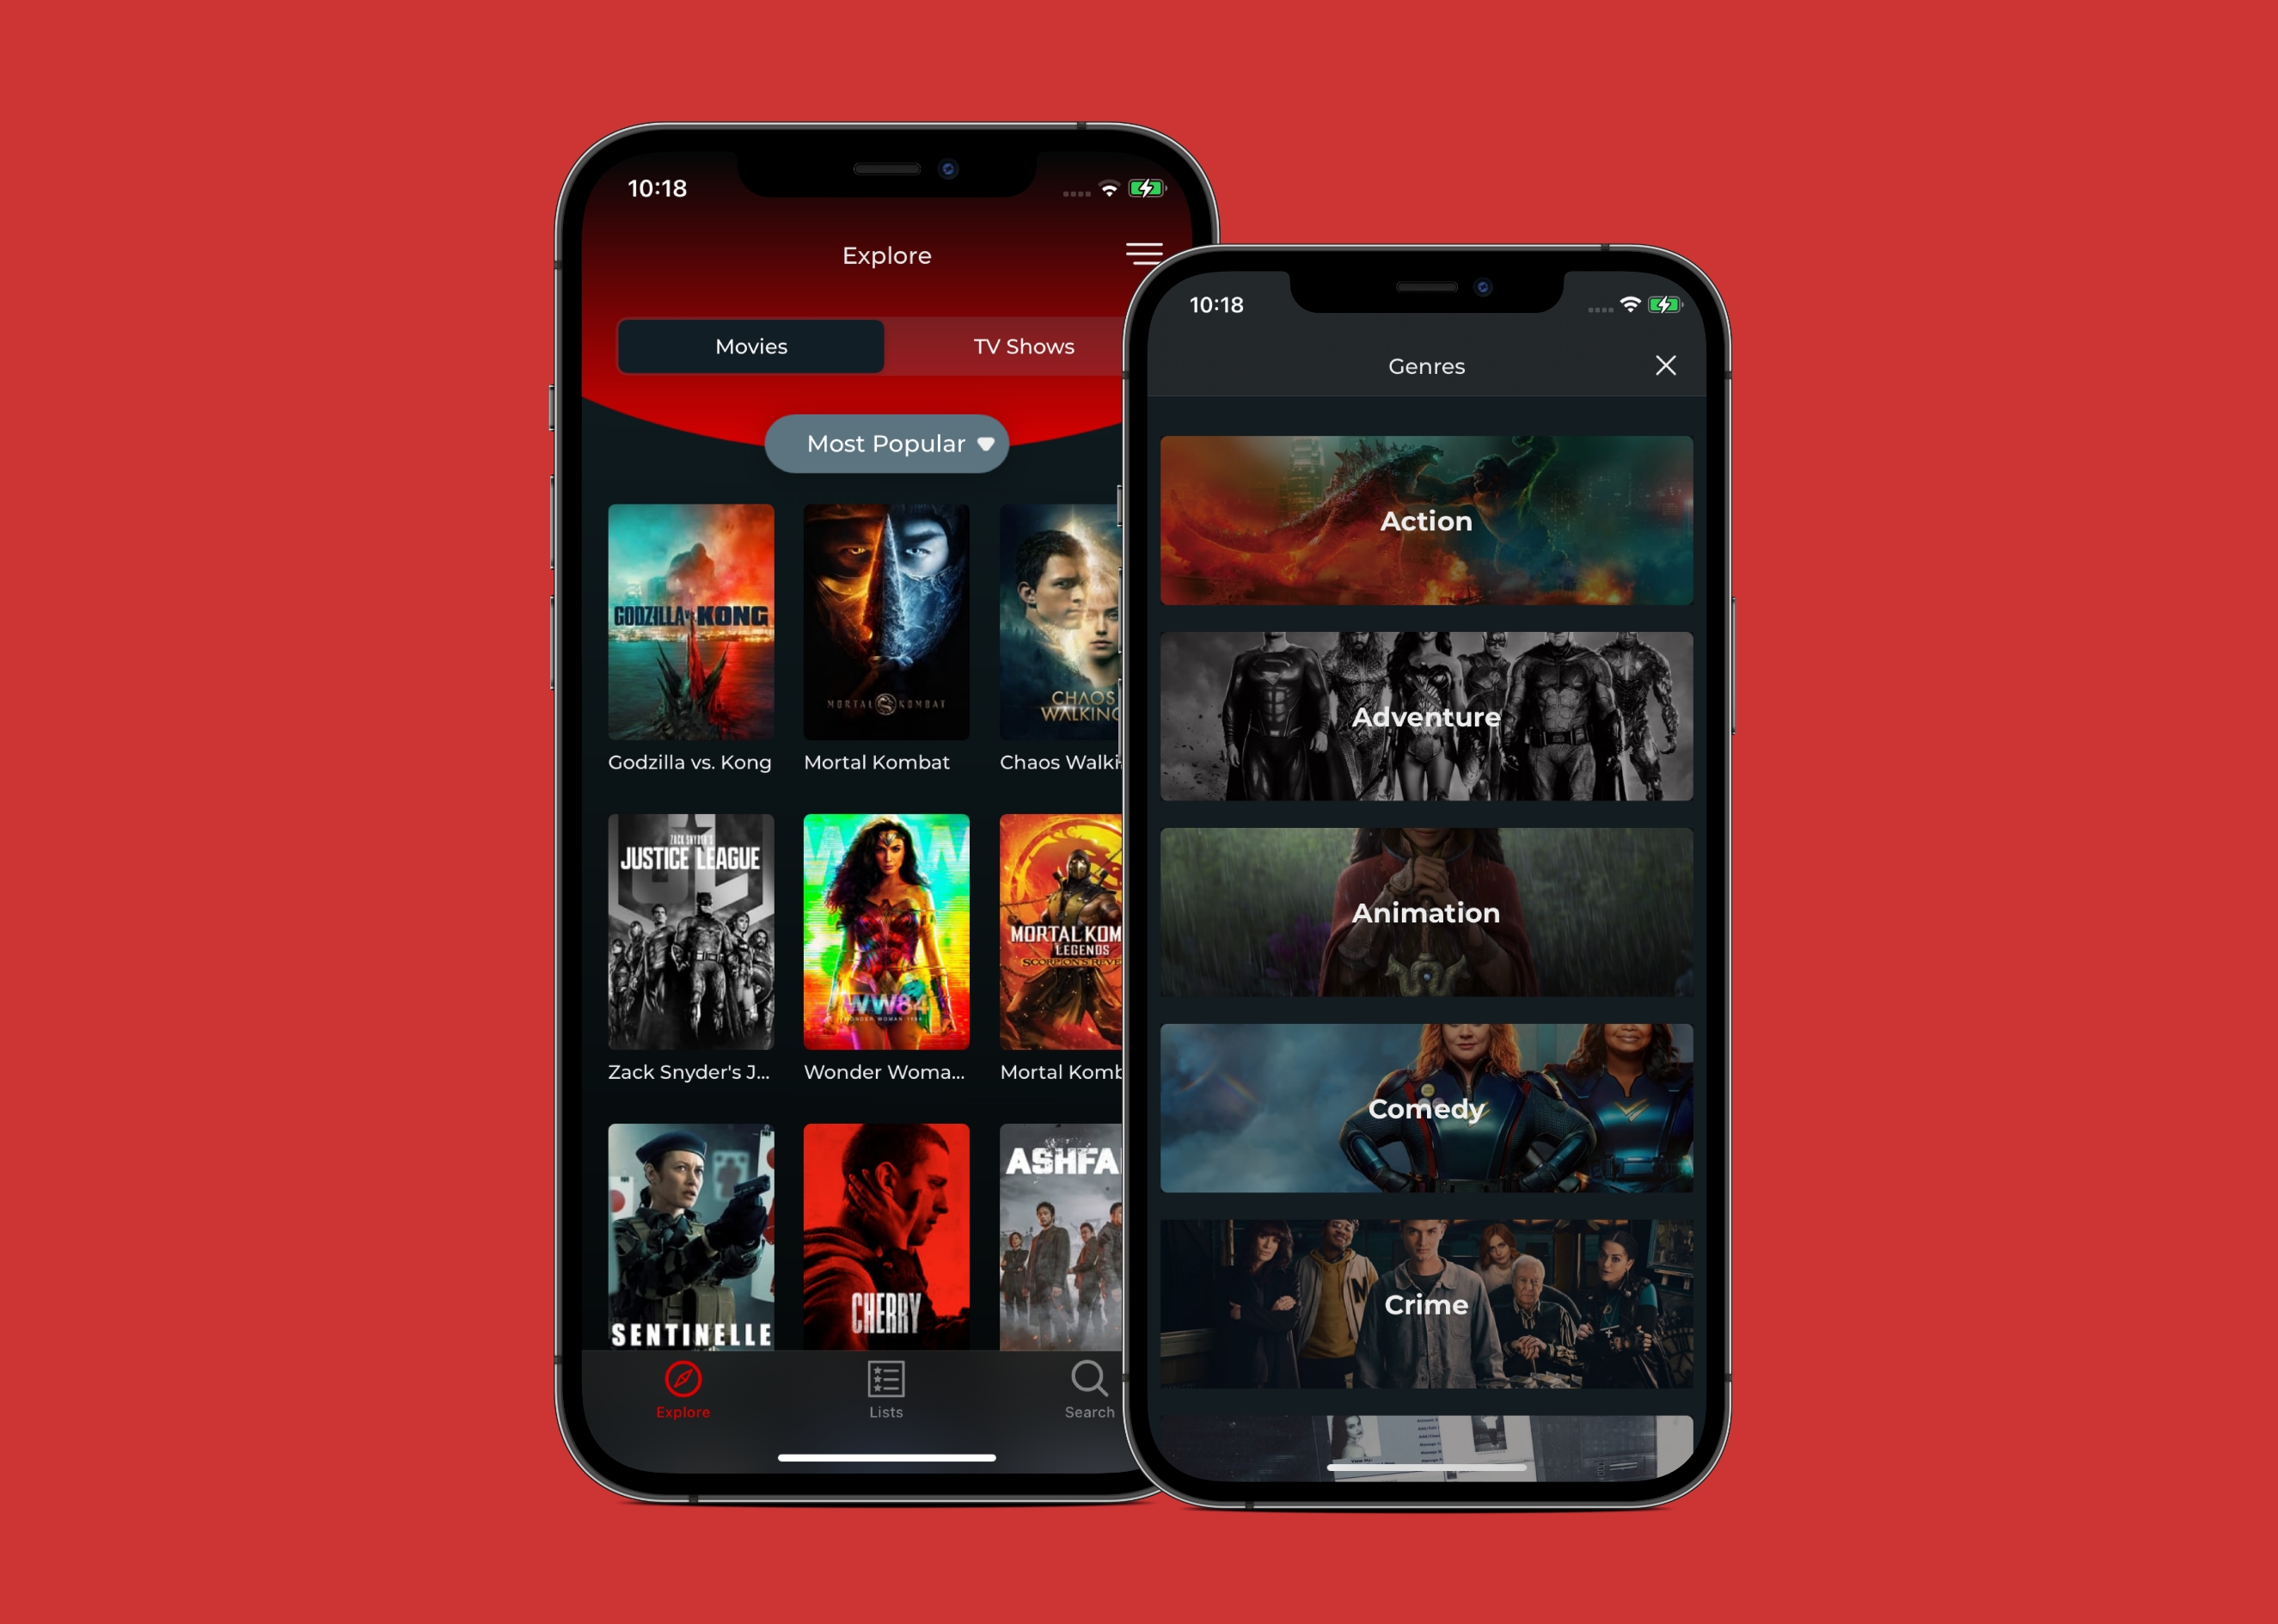 10:18
Explore
Movies
TV Shows
Most Popular
GODZILLA vs. KONG
MORTAL KOMBAT
CHAOS
WALKING
Godzilla vs. Kong
Mortal Kombat
Chaos Walki
ZACK SNYDER'S
JUSTICE LEAGUE
WW84
WONDER WOMAN 1984
MORTAL KOM
LEGENDS
SCORPION'S REVE
Zack Snyder's J...
Wonder Woma...
Mortal Komb
SENTINELLE
CHERRY
ASHFA
Explore
Lists
Search
10:18
Genres
Action
Adventure
Animation
Comedy
Crime